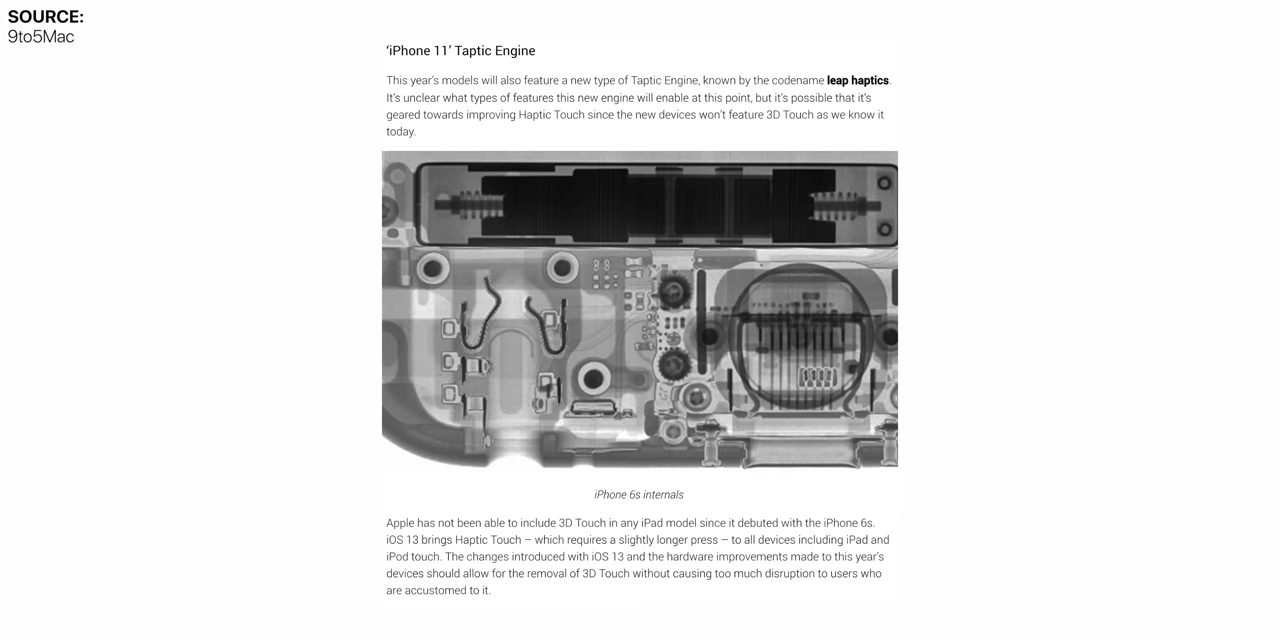 SOURCE:
9to5Mac
‘iPhone 11’ Taptic Engine
This year’s models will also feature a new type of Taptic Engine, known by the codename leap haptics.
It’s unclear what types of features this new engine will enable at this point, but it’s possible that it’s
geared towards improving Haptic Touch since the new devices won’t feature 3D Touch as we know it
today.
iPhone 6s internals
Apple has not been able to include 3D Touch in any iPad model since it debuted with the iPhone 6s.
iOS 13 brings Haptic Touch – which requires a slightly longer press – to all devices including iPad and
iPod touch. The changes introduced with iOS 13 and the hardware improvements made to this year’s
devices should allow for the removal of 3D Touch without causing too much disruption to users who
are accustomed to it.